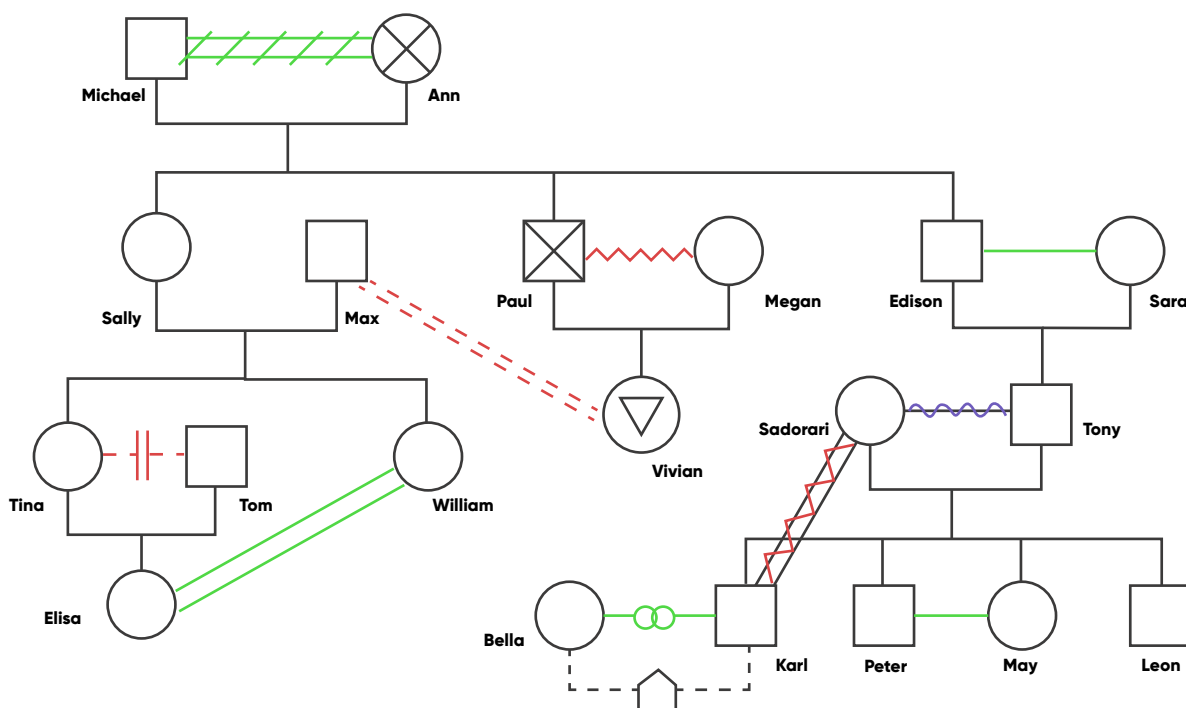 Michael
Ann
Sally
Max
Paul
Megan
Edison
Sara
Tina
Tom
William
Vivian
Sadorari
Tony
Elisa
Bella
Karl
Peter
May
Leon